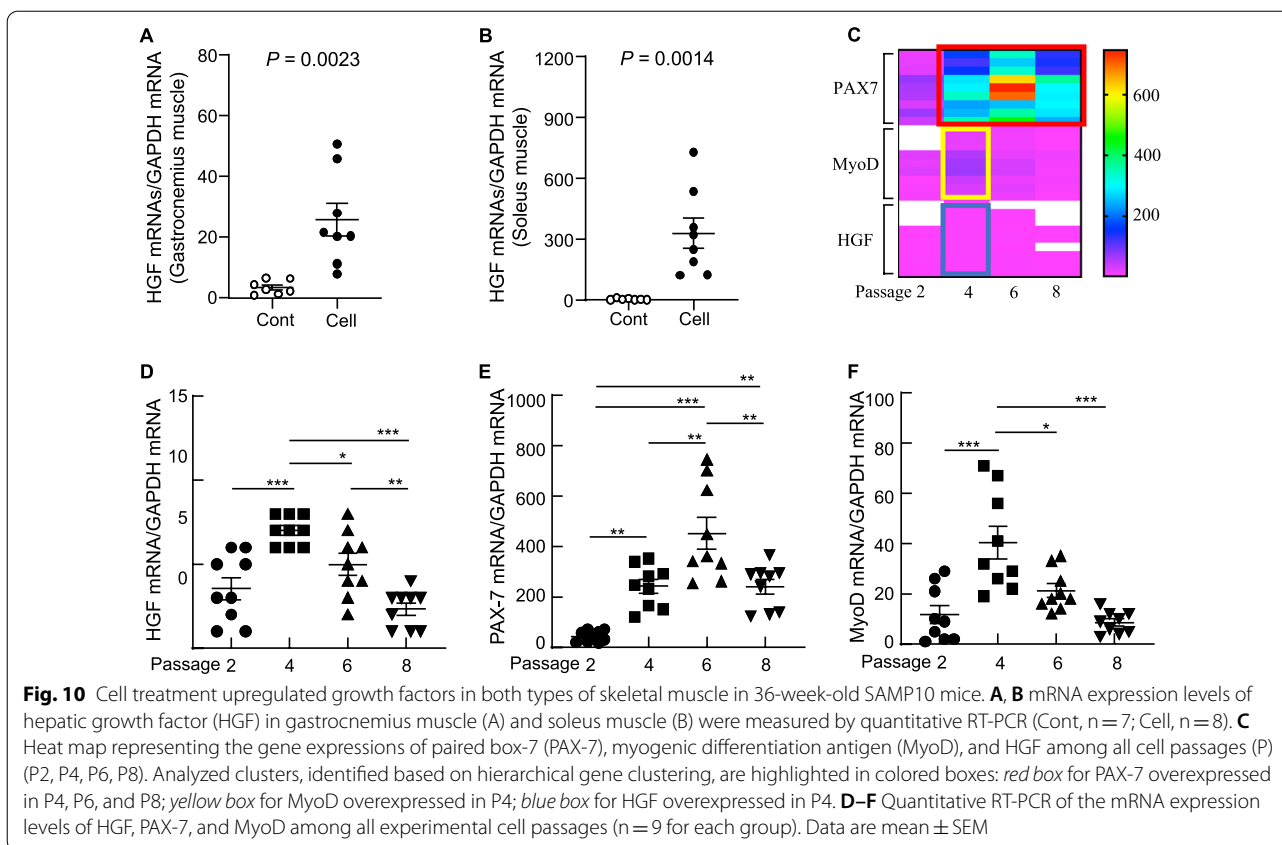 A
P = 0.0023
HGF mRNAs/GAPDH mRNA
(Gastrocnemius muscle)
80
60
40
20
0
Cont
Cell
B
P = 0.0014
HGF mRNAs/GAPDH mRNA
(Soleus muscle)
1200
900
600
300
0
Cont
Cell
C
PAX7
MyoD
HGF
Passage 2
4
6
8
600
400
200
D
HGF mRNA/GAPDH mRNA
15
10
5
0
***
*
***
**
Passage 2
4
6
8
E
PAX-7 mRNA/GAPDH mRNA
1000
800
600
400
200
0
**
***
**
**
**
Passage 2
4
6
8
F
MyoD mRNA/GAPDH mRNA
100
80
60
40
20
0
***
*
***
Passage 2
4
6
8
Fig. 10 Cell treatment upregulated growth factors in both types of skeletal muscle in 36-week-old SAMP10 mice. A, B mRNA expression levels of
hepatic growth factor (HGF) in gastrocnemius muscle (A) and soleus muscle (B) were measured by quantitative RT-PCR (Cont, n = 7; Cell, n = 8). C
Heat map representing the gene expressions of paired box-7 (PAX-7), myogenic differentiation antigen (MyoD), and HGF among all cell passages (P)
(P2, P4, P6, P8). Analyzed clusters, identified based on hierarchical gene clustering, are highlighted in colored boxes: red box for PAX-7 overexpressed
in P4, P6, and P8; yellow box for MyoD overexpressed in P4; blue box for HGF overexpressed in P4. D–F Quantitative RT-PCR of the mRNA expression
levels of HGF, PAX-7, and MyoD among all experimental cell passages (n = 9 for each group). Data are mean ± SEM